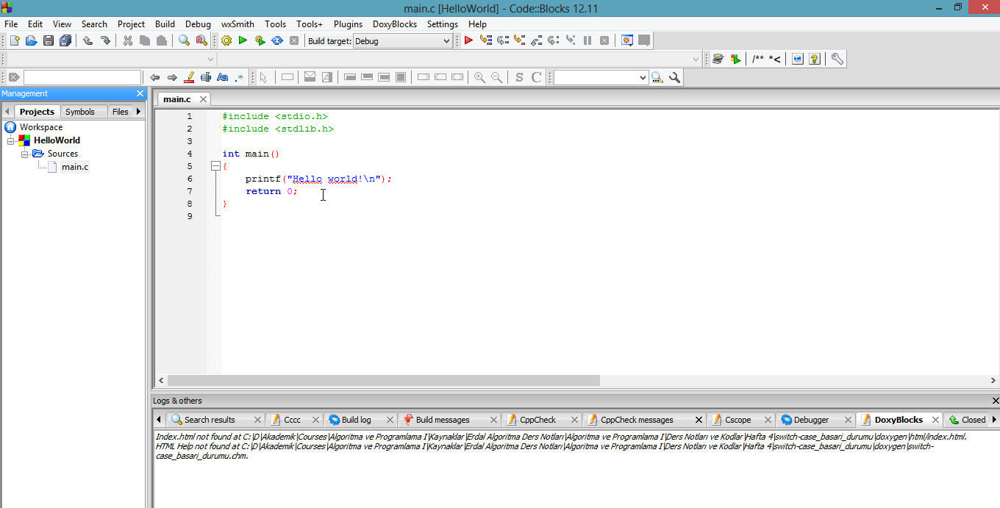 main.c [HelloWorld] - Code::Blocks 12.11
File Edit View Search Project Build Debug wxSmith Tools Tools+ Plugins DoxyBlocks Settings Help
Build target: Debug
/** *<
Aa .* S C
Management
main.c
Projects Symbols Files
Workspace
HelloWorld
Sources
main.c
1 #include <stdio.h>
2 #include <stdlib.h>
3
4 int main()
5 {
6 printf("Hello world!\n");
7 return 0;
8 }
9
Logs & others
Search results Cccc Build log Build messages CppCheck CppCheck messages Cscope Debugger DoxyBlocks Closed
Index.html not found at C:\D\Akademik\Courses\Algoritma ve Programlama I\Kaynaklar\Erdal Algoritma Ders Notları\Algoritma ve Programlama I\Ders Notları ve Kodlar\Hafta 4\switch-case_basari_durumu\doxygen\html/index.html.
HTML Help not found at C:\D\Akademik\Courses\Algoritma ve Programlama I\Kaynaklar\Erdal Algoritma Ders Notları\Algoritma ve Programlama I\Ders Notları ve Kodlar\Hafta 4\switch-case_basari_durumu\doxygen\switch-
case_basari_durumu.chm.